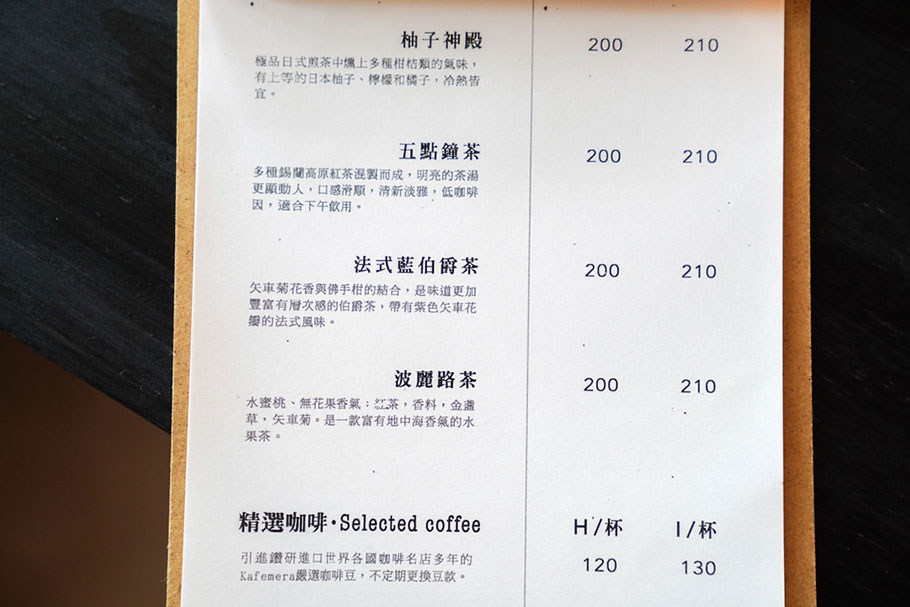 柚子神殿 200 210
極品日式煎茶中燻上多種柑桔類的氣味，
有上等的日本柚子、檸檬和橘子，冷熱皆
宜。
五點鐘茶 200 210
多種錫蘭高原紅茶混製而成，明亮的茶湯
更顯動人，口感滑順，清新淡雅，低咖啡
因，適合下午飲用。
法式藍伯爵茶 200 210
矢車菊花香與佛手柑的結合，是味道更加
豐富有層次感的伯爵茶，帶有紫色矢車花
瓣的法式風味。
波麗路茶 200 210
水蜜桃、無花果香氣；紅茶，香料，金盞
草，矢車菊。是一款富有地中海香氣的水
果茶。
精選咖啡·Selected coffee H/杯 I/杯
引進鑽研進口世界各國咖啡名店多年的 120 130
Kafemera嚴選咖啡豆，不定期更換豆款。